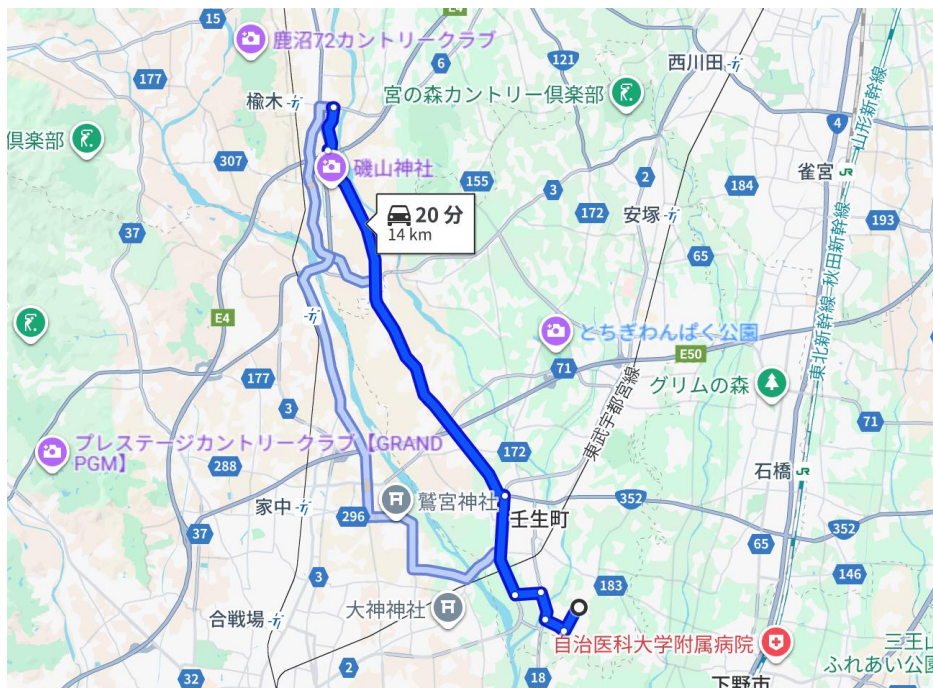 15
E4
鹿沼72カントリークラブ
6
121
西川田
177
楡木
宮の森カントリー倶楽部
4
山形新幹線
倶楽部
307
磯山神社
雀宮
155
3
2
184
172
安塚
193
37
20 分
14 km
65
秋田新幹線
E4
とちぎわんぱく公園
E50
71
グリムの森
東北新幹線
177
3
東武宇都宮線
71
プレステージカントリークラブ【GRAND
PGM】
288
172
石橋
家中
296
鷲宮神社
352
壬生町
352
37
65
3
183
146
合戦場
大神神社
自治医科大学附属病院
三王山
ふれあい公園
2
18
32
下野市